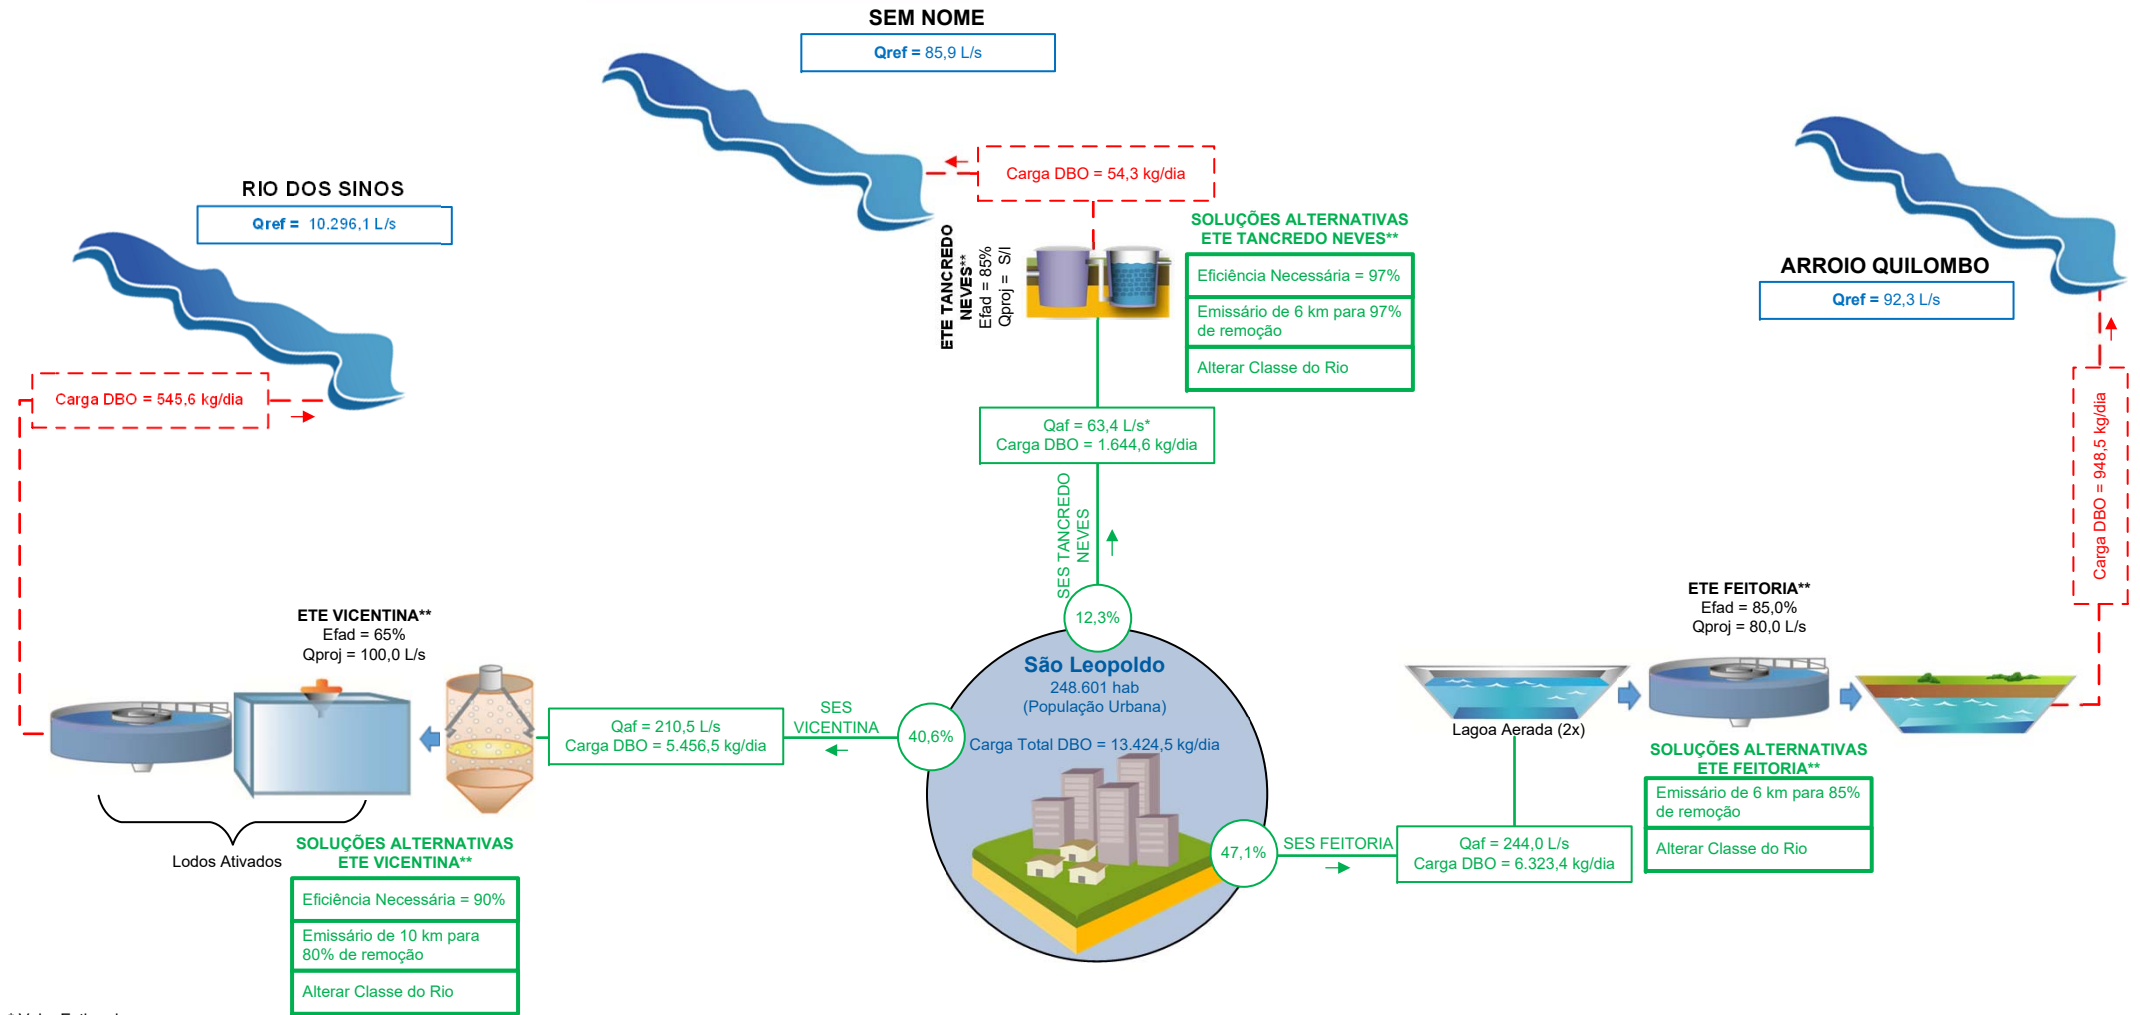 SEM NOME
Qref = 85,9 L/s
RIO DOS SINOS
Qref = 10.296,1 L/s
Carga DBO = 545,6 kg/dia
Carga DBO = 54,3 kg/dia
ETE TANCREDO
NEVES**
Efad = 85%
Qproj = S/I
SOLUÇÕES ALTERNATIVAS
ETE TANCREDO NEVES**
Eficiência Necessária = 97%
Emissário de 6 km para 97%
de remoção
Alterar Classe do Rio
ARROIO QUILOMBO
Qref = 92,3 L/s
Carga DBO = 948,5 kg/dia
Qaf = 63,4 L/s*
Carga DBO = 1.644,6 kg/dia
SES TANCREDO
NEVES
12,3%
São Leopoldo
248.601 hab
(População Urbana)
Carga Total DBO = 13.424,5 kg/dia
40,6%
47,1%
SES
VICENTINA
Qaf = 210,5 L/s
Carga DBO = 5.456,5 kg/dia
ETE VICENTINA**
Efad = 65%
Qproj = 100,0 L/s
Lodos Ativados
SOLUÇÕES ALTERNATIVAS
ETE VICENTINA**
Eficiência Necessária = 90%
Emissário de 10 km para
80% de remoção
Alterar Classe do Rio
SES FEITORIA
Qaf = 244,0 L/s
Carga DBO = 6.323,4 kg/dia
Lagoa Aerada (2x)
ETE FEITORIA**
Efad = 85,0%
Qproj = 80,0 L/s
SOLUÇÕES ALTERNATIVAS
ETE FEITORIA**
Emissário de 6 km para 85%
de remoção
Alterar Classe do Rio